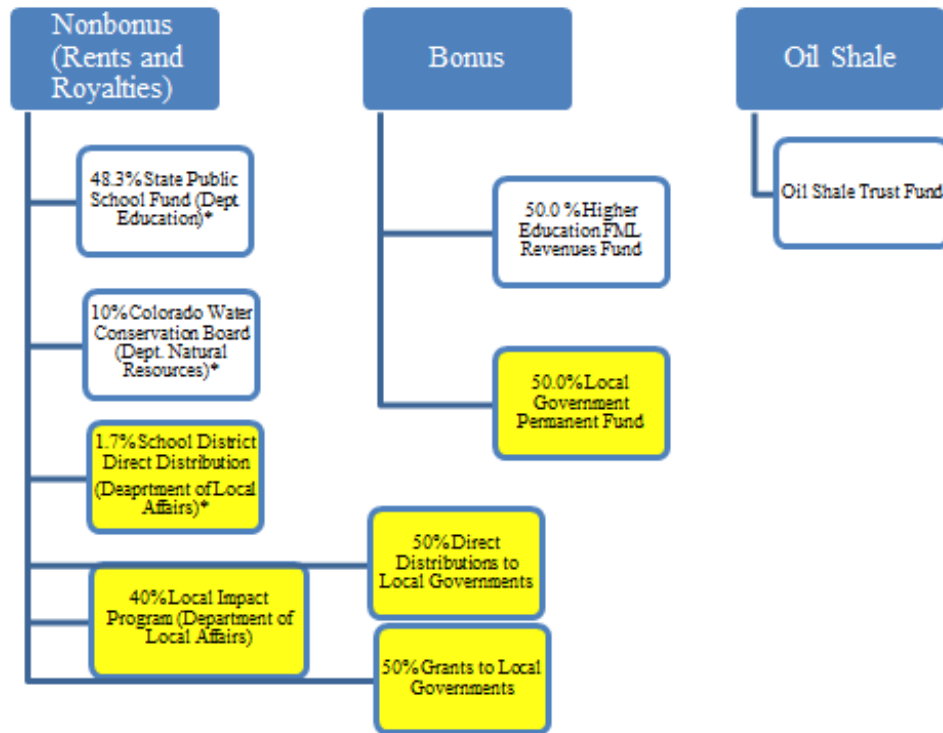 Nonbonus
(Rents and
Royalties)
48.3% State Public
School Fund (Dept.
Education)*
10% Colorado Water
Conservation Board
(Dept. Natural
Resources)*
1.7% School District
Direct Distribution
(Deaprtment of Local
Affairs)*
40% Local Impact
Program (Department of
Local Affairs)
50% Direct
Distributions to
Local Governments
50% Grants to Local
Governments
Bonus
50.0 % Higher
Education FML
Revenues Fund
50.0% Local
Government
Permanent Fund
Oil Shale
Oil Shale Trust Fund